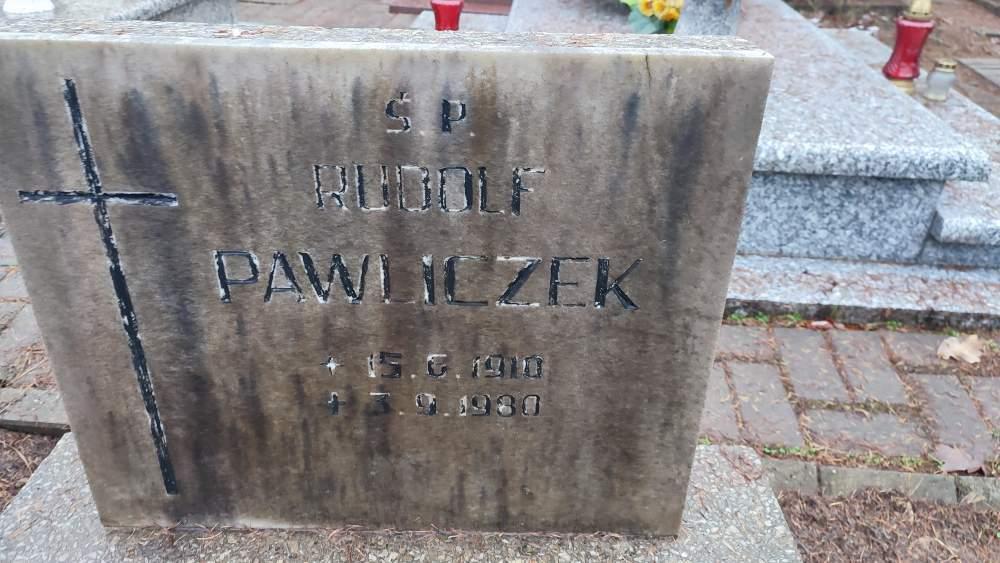 Ś. P.
RUDOLF
PAWLICZEK
15. 6. 1910
3. 9. 1980